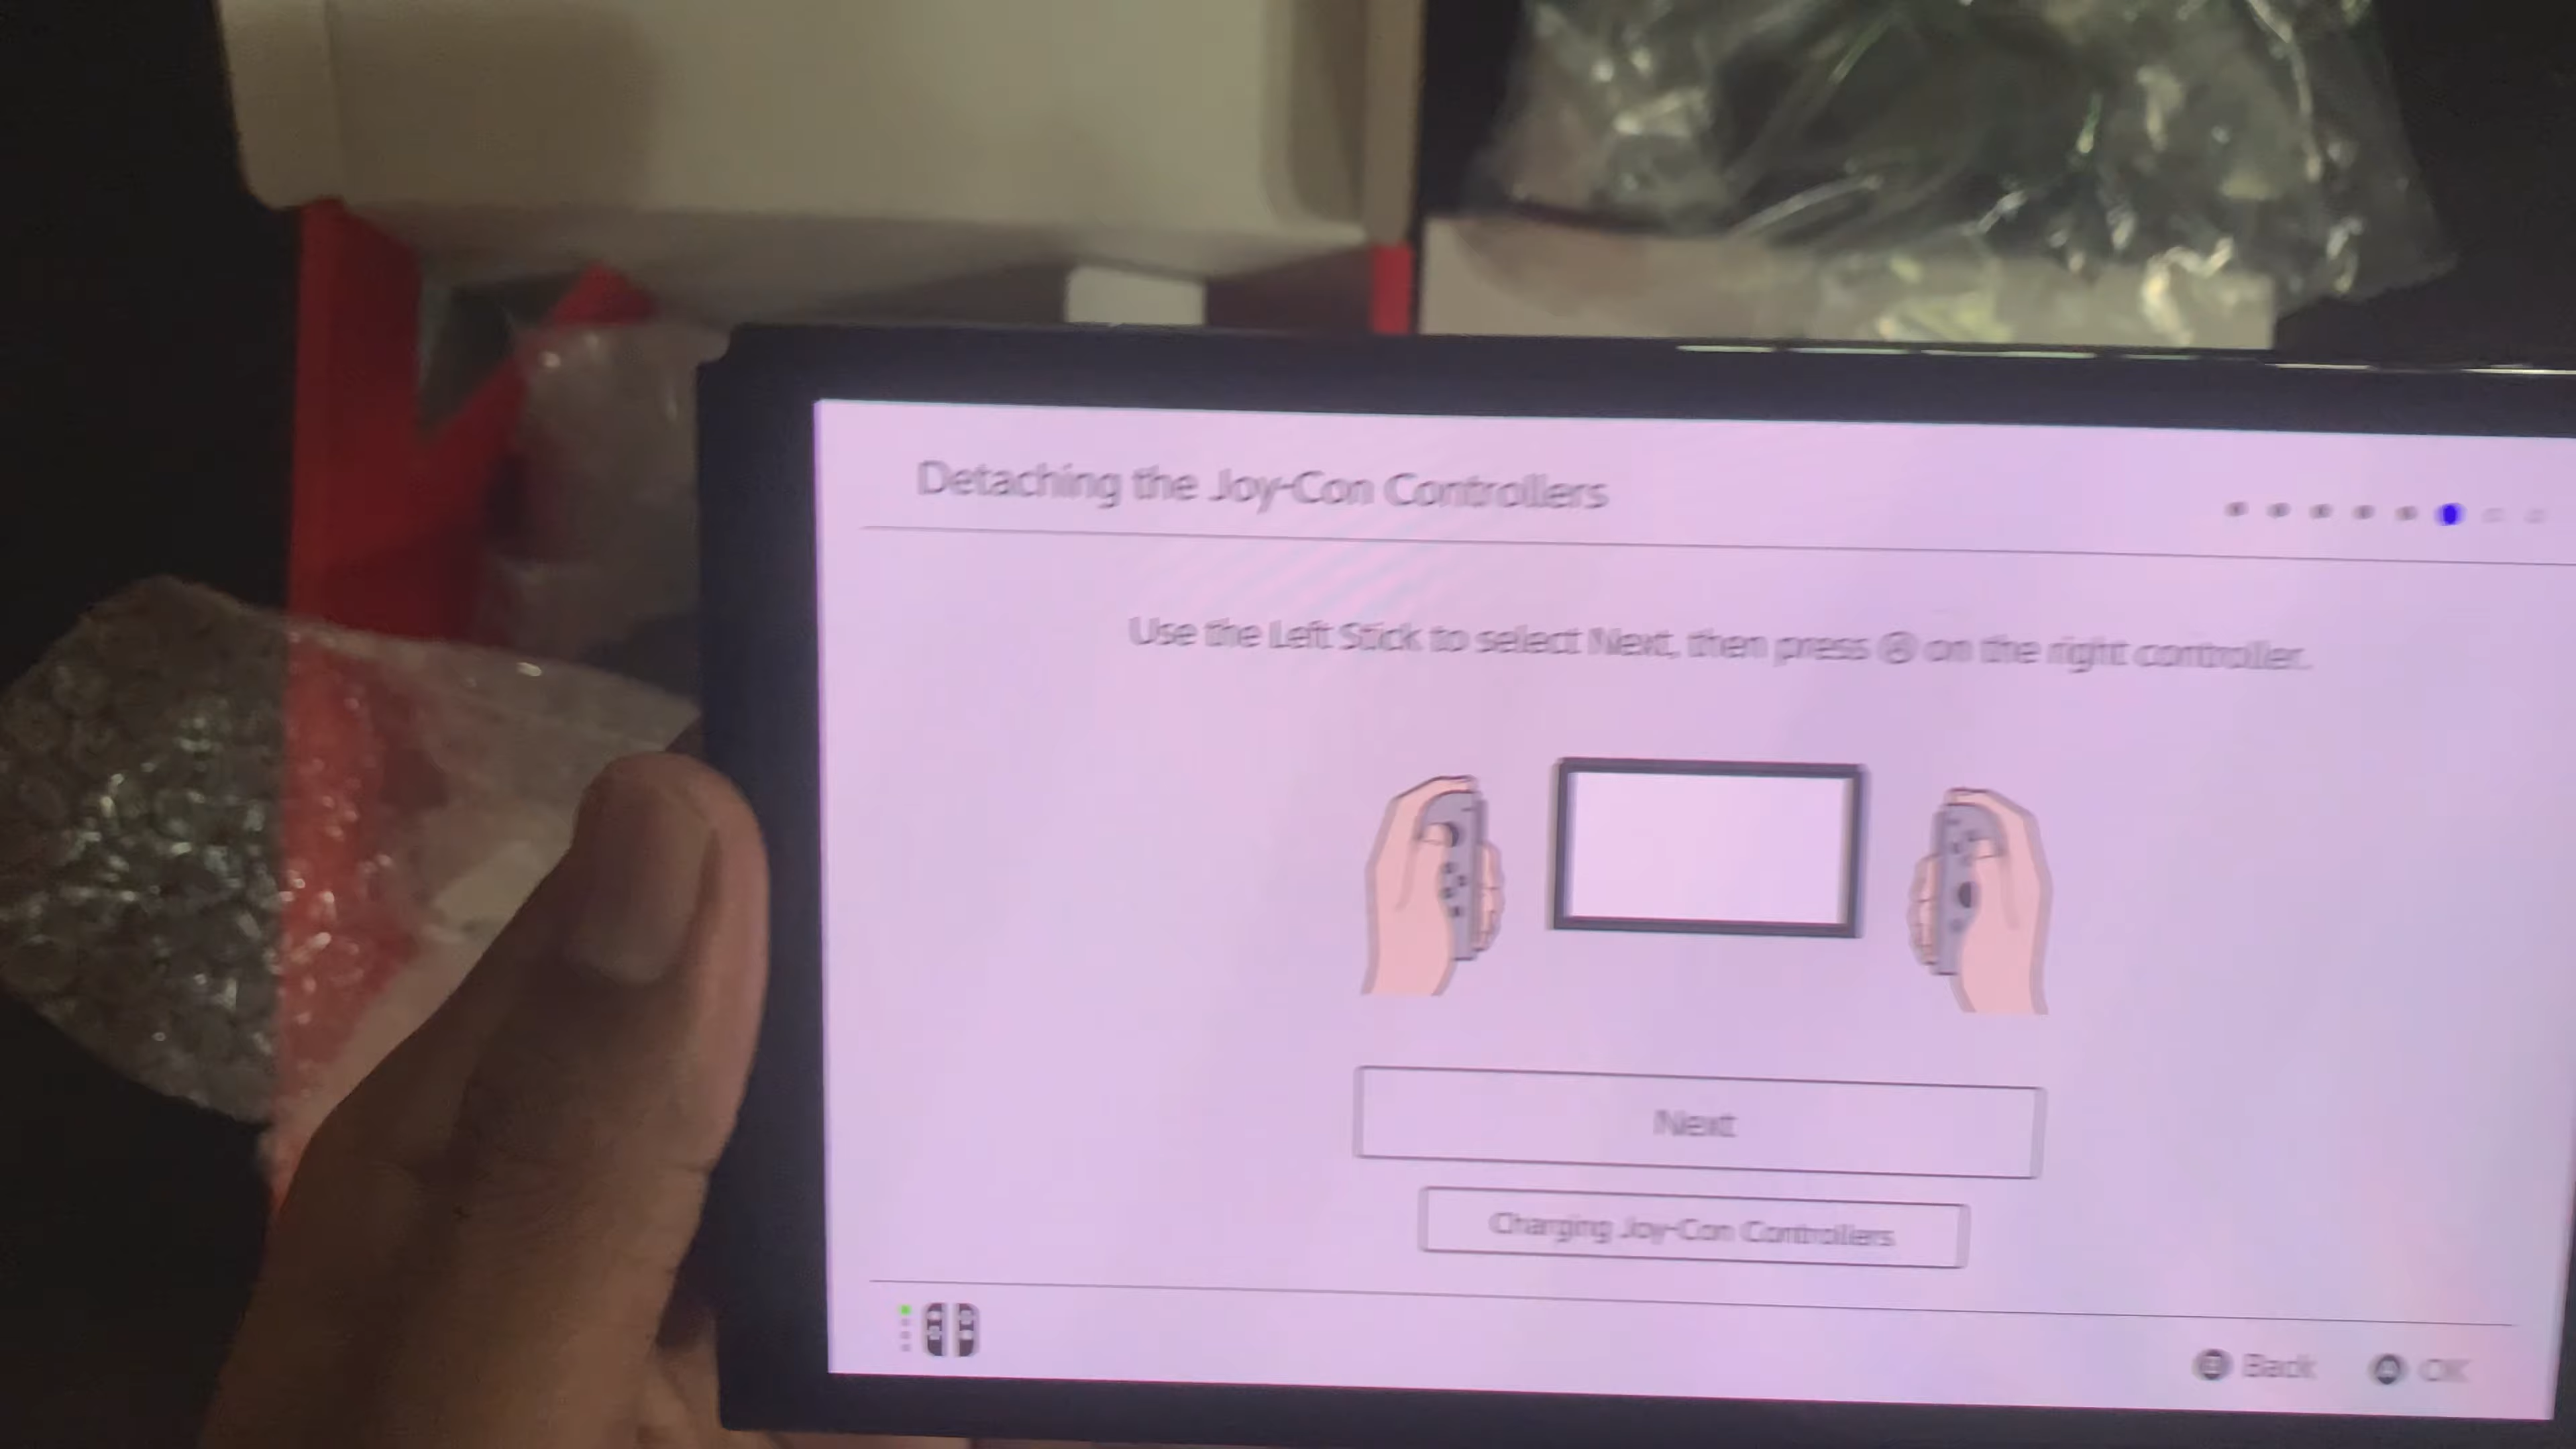 Detaching the Joy-Con Controllers
Use the Left Stick to select Next, then press Ⓐ on the right controller.
Next
Charging Joy-Con Controllers
Ⓑ Back Ⓐ OK